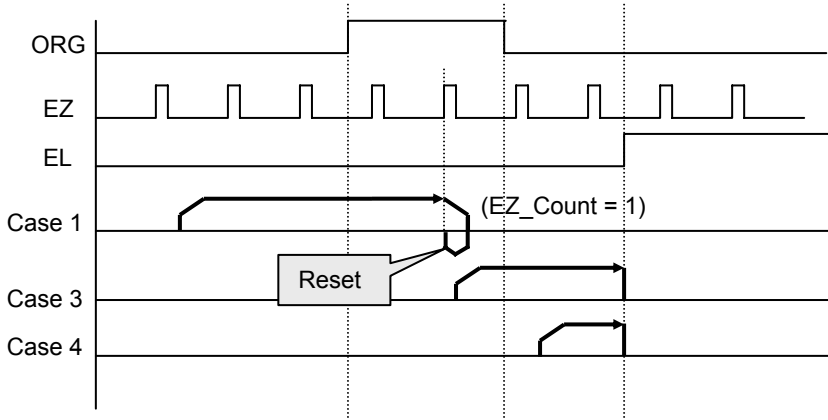 ORG
EZ
EL
Case 1
(EZ_Count = 1)
Reset
Case 3
Case 4